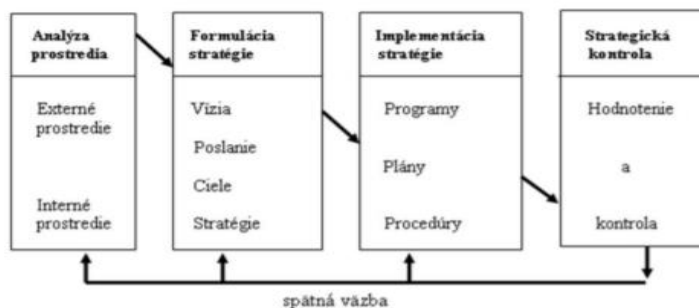 Analýza
prostredia
Externé
prostredie
Interné
prostredie
Formulácia
stratégie
Vízia
Poslanie
Ciele
Stratégie
Implementácia
stratégie
Programy
Plány
Procedúry
Strategická
kontrola
Hodnotenie
a
kontrola
spätná väzba